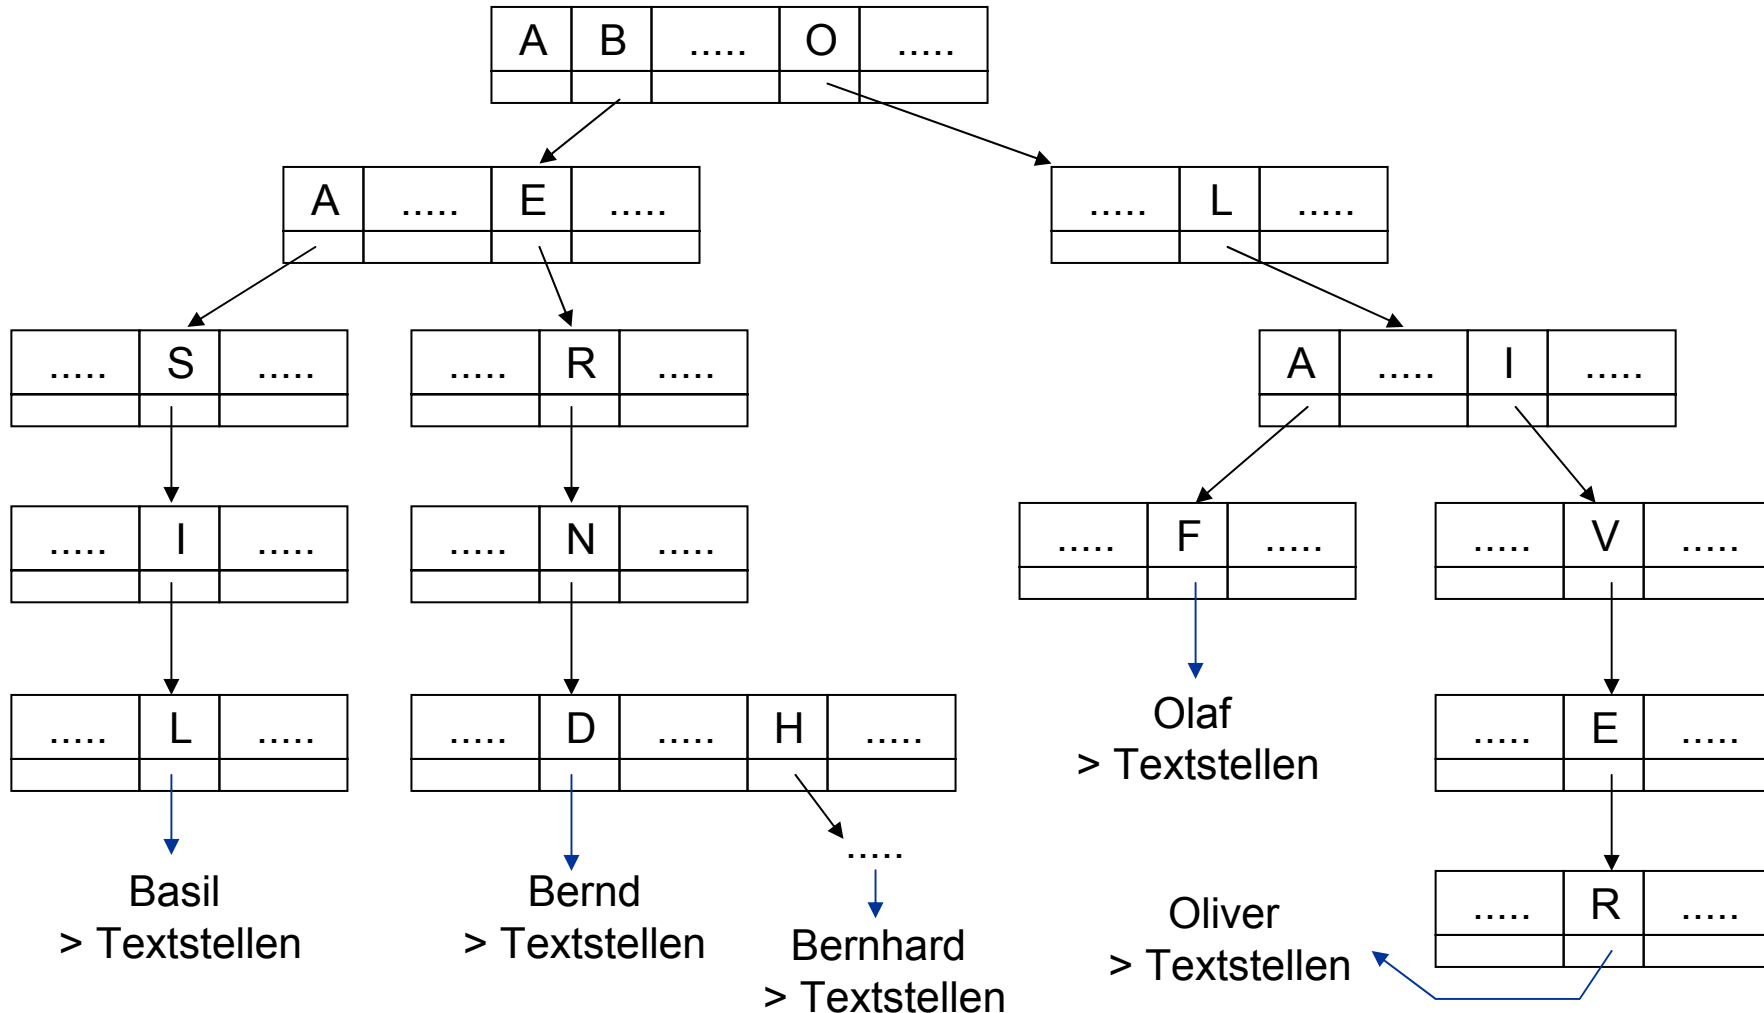 A B ..... O .....
A ..... E .....
..... L .....
..... S .....
..... R .....
A ..... I .....
..... I .....
..... N .....
..... F .....
..... V .....
..... L .....
..... D ..... H .....
Olaf
> Textstellen
..... E .....
.....
Basil
> Textstellen
Bernd
> Textstellen
Bernhard
> Textstellen
Oliver
> Textstellen
..... R .....